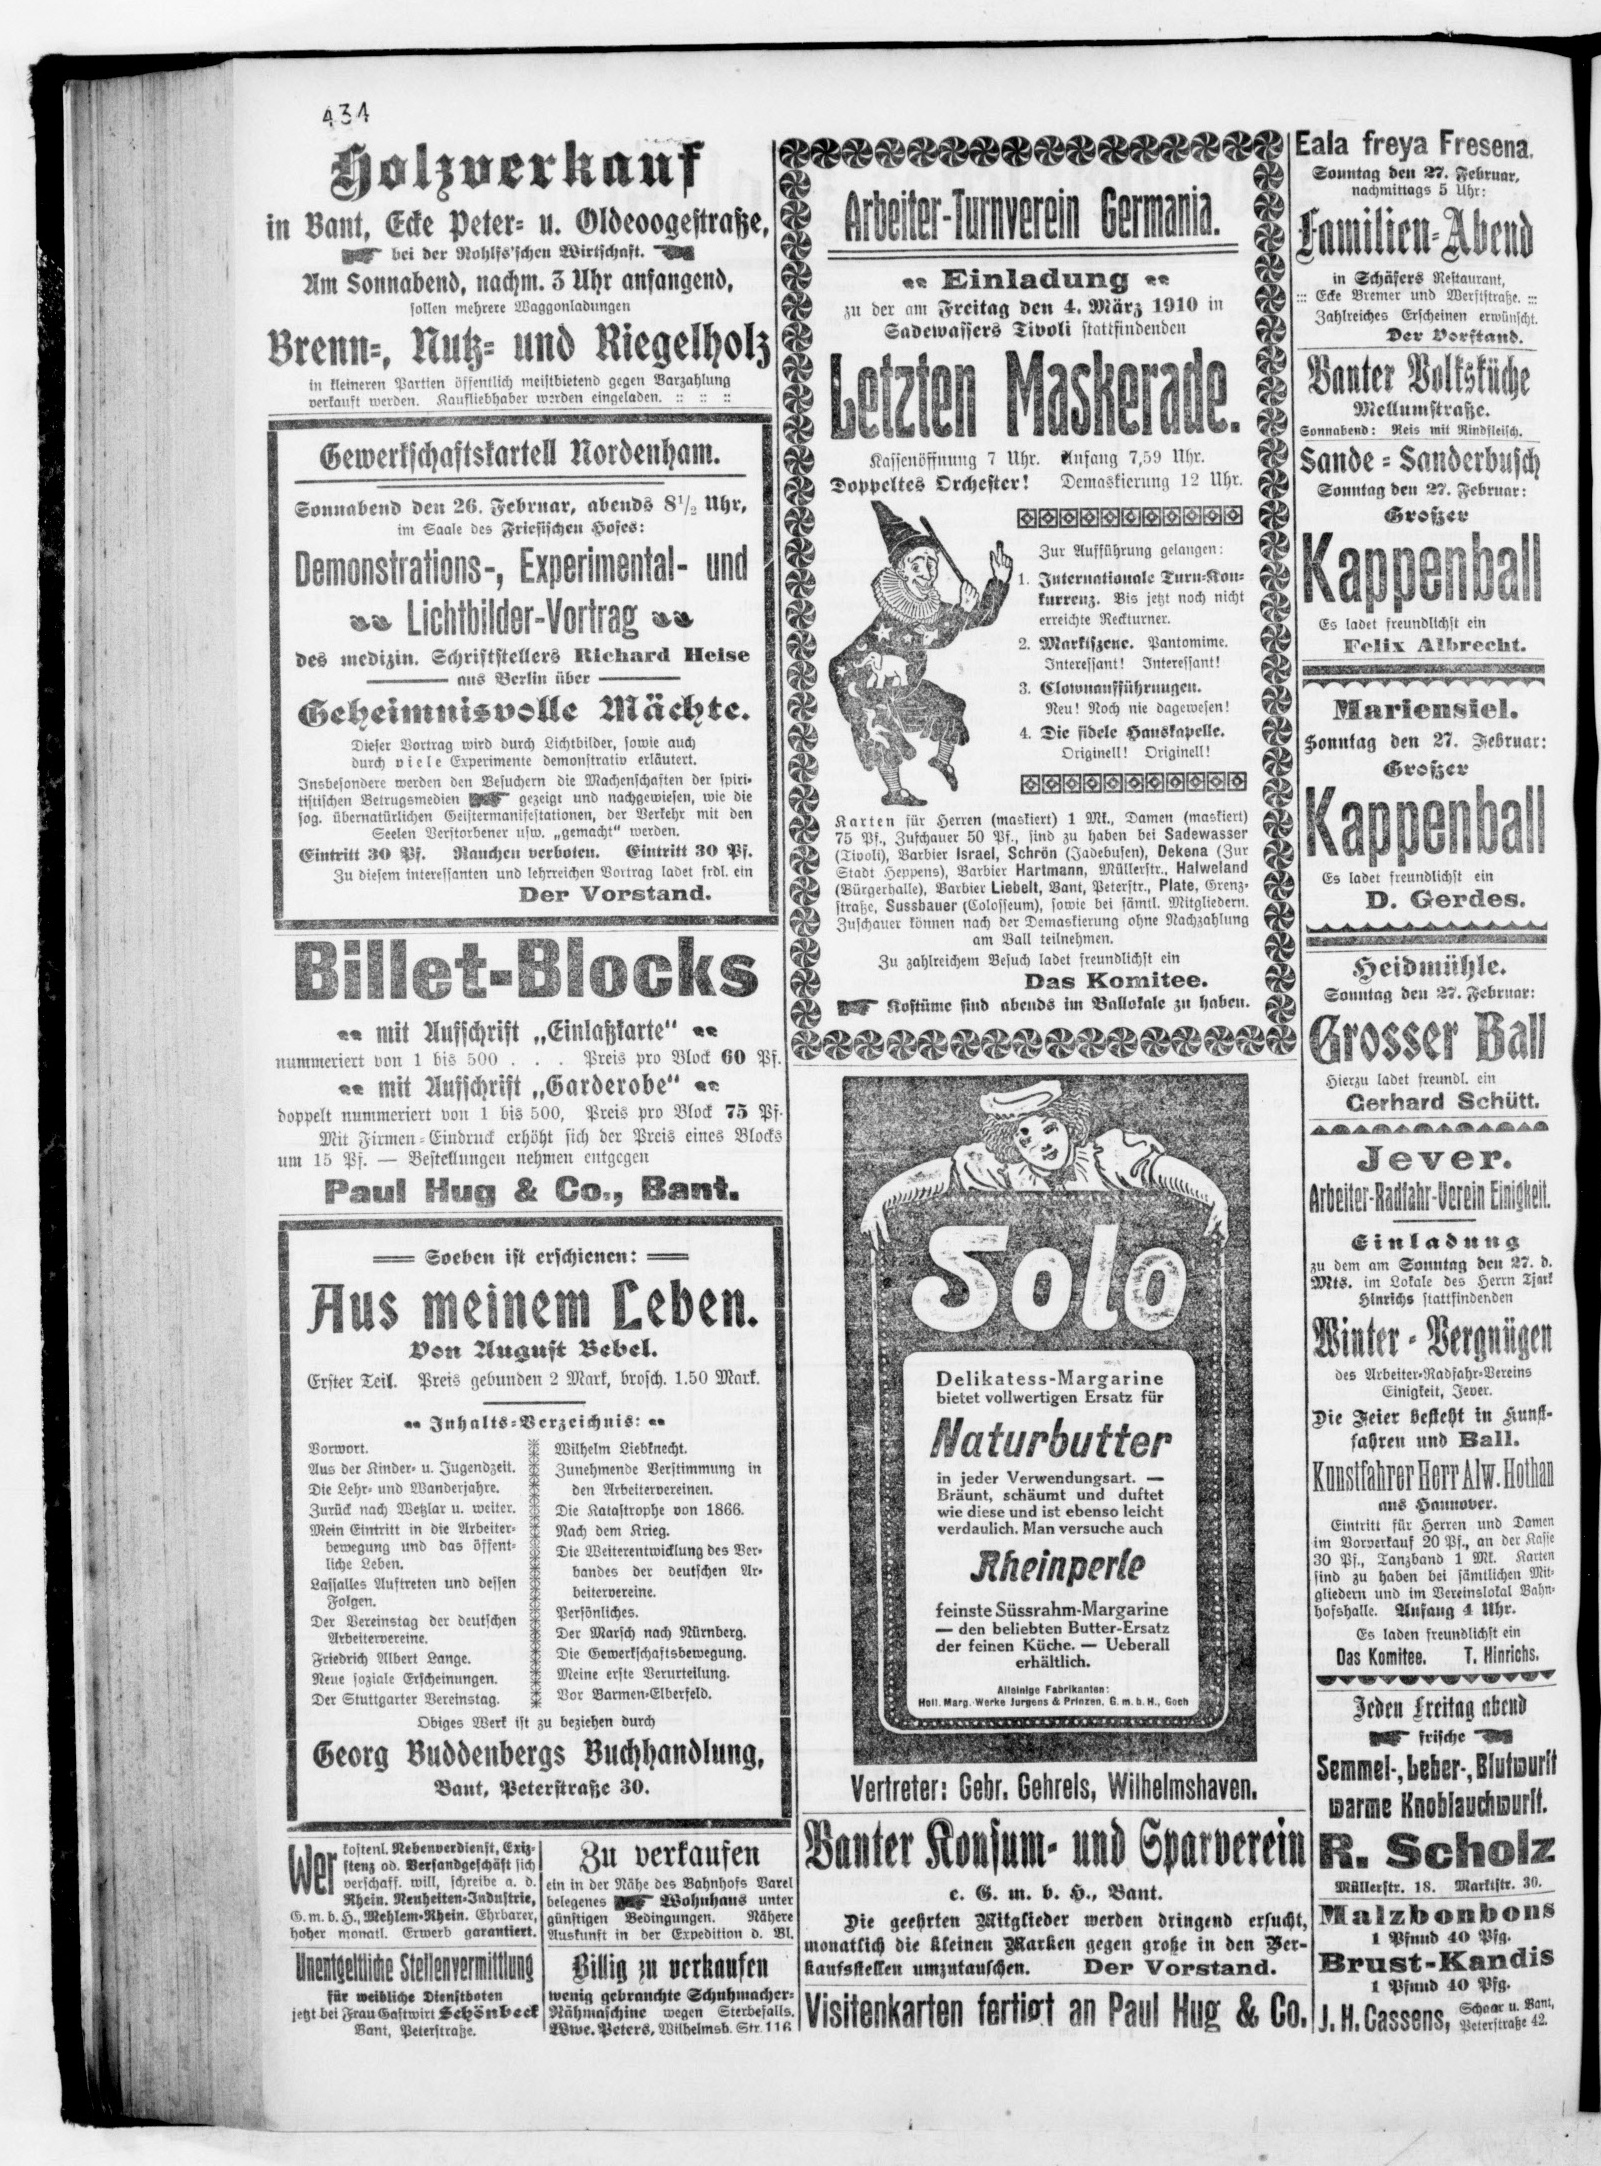 434
Holzverkauf
in Bant, Ecke Peter- u. Oldeoogestraße,
bei der Rohlfs'schen Wirtschaft.
Am Sonnabend, nachm. 3 Uhr anfangend,
sollen mehrere Waggonladungen
Brenn-, Nutz- und Riegelholz
in kleineren Partien öffentlich meistbietend gegen Barzahlung
verkauft werden. Kaufliebhaber werden eingeladen. :: :: ::
Gewerkschaftskartell Nordenham.
Sonnabend den 26. Februar, abends 8½ Uhr,
im Saale des Friesischen Hofes:
Demonstrations-, Experimental- und
Lichtbilder-Vortrag
des medizin. Schriftstellers Richard Heise
aus Berlin über
Geheimnisvolle Mächte.
Dieser Vortrag wird durch Lichtbilder, sowie auch
durch viele Experimente demonstrativ erläutert.
Insbesondere werden den Besuchern die Machenschaften der spiri-
tistischen Betrugsmedien gezeigt und nachgewiesen, wie die
sog. übernatürlichen Geistermanifestationen, der Verkehr mit den
Seelen Verstorbener usw. „gemacht“ werden.
Eintritt 30 Pf. Rauchen verboten. Eintritt 30 Pf.
Zu diesem interessanten und lehrreichen Vortrag ladet frdl. ein
Der Vorstand.
Billet-Blocks
mit Aufschrift „Einlaßkarte“
nummeriert von 1 bis 500 . . . Preis pro Block 60 Pf.
mit Aufschrift „Garderobe“
doppelt nummeriert von 1 bis 500, Preis pro Block 75 Pf.
Mit Firmen-Eindruck erhöht sich der Preis eines Blocks
um 15 Pf. — Bestellungen nehmen entgegen
Paul Hug & Co., Bant.
Soeben ist erschienen:
Aus meinem Leben.
Von August Bebel.
Erster Teil. Preis gebunden 2 Mark, brosch. 1.50 Mark.
Inhalts-Verzeichnis:
Vorwort.
Aus der Kinder- u. Jugendzeit.
Die Lehr- und Wanderjahre.
Zurück nach Wetzlar u. weiter.
Mein Eintritt in die Arbeiter-
bewegung und das öffent-
liche Leben.
Lassalles Auftreten und dessen
Folgen.
Der Vereinstag der deutschen
Arbeitervereine.
Friedrich Albert Lange.
Neue soziale Erscheinungen.
Der Stuttgarter Vereinstag.
Wilhelm Liebknecht.
Zunehmende Verstimmung in
den Arbeitervereinen.
Die Katastrophe von 1866.
Nach dem Krieg.
Die Weiterentwicklung des Ver-
bandes der deutschen Ar-
beitervereine.
Persönliches.
Der Marsch nach Nürnberg.
Die Gewerkschaftsbewegung.
Meine erste Verurteilung.
Vor Barmen-Elberfeld.
Obiges Werk ist zu beziehen durch
Georg Buddenbergs Buchhandlung,
Bant, Peterstraße 30.
Wer kostenl. Nebenverdienst, Exiz-
stenz od. Versandgeschäft sich
verschaff. will, schreibe a. d.
Rhein. Neuheiten-Industrie,
G. m. b. H., Mehlem-Rhein. Ehrbarer,
hoher monatl. Erwerb garantiert.
Unentgeltliche Stellenvermittlung
für weibliche Dienstboten
jetzt bei Frau Gastwirt Schönbeck
Bant, Peterstraße.
Zu verkaufen
ein in der Nähe des Bahnhofs Varel
belegenes Wohnhaus unter
günstigen Bedingungen. Nähere
Auskunft in der Expedition d. Bl.
Billig zu verkaufen
wenig gebrauchte Schuhmacher-
Nähmaschine wegen Sterbefalls.
Wwe. Peters, Wilhelmsh. Str. 116
Arbeiter-Turnverein Germania.
Einladung
zu der am Freitag den 4. März 1910 in
Sadewassers Tivoli stattfindenden
Letzten Maskerade.
Kassenöffnung 7 Uhr. Anfang 7,59 Uhr.
Doppeltes Orchester! Demaskierung 12 Uhr.
Zur Aufführung gelangen:
1. Internationale Turn-Kon-
kurrenz. Bis jetzt noch nicht
erreichte Reckturner.
2. Marktszene. Pantomime.
Interessant! Interessant!
3. Clownaufführungen.
Neu! Noch nie dagewesen!
4. Die fidele Hauskapelle.
Originell! Originell!
Karten für Herren (maskiert) 1 Mk., Damen (maskiert)
75 Pf., Zuschauer 50 Pf., sind zu haben bei Sadewasser
(Tivoli), Barbier Israel, Schrön (Jadebusen), Dekena (Zur
Stadt Heppens), Barbier Hartmann, Müllerstr., Halweland
(Bürgerhalle), Barbier Liebelt, Bant, Peterstr., Plate, Grenz-
straße, Sussbauer (Colosseum), sowie bei sämtl. Mitgliedern.
Zuschauer können nach der Demaskierung ohne Nachzahlung
am Ball teilnehmen.
Zu zahlreichem Besuch ladet freundlichst ein
Das Komitee.
Kostüme sind abends im Ballokale zu haben.
Solo
Delikatess-Margarine
bietet vollwertigen Ersatz für
Naturbutter
in jeder Verwendungsart. —
Bräunt, schäumt und duftet
wie diese und ist ebenso leicht
verdaulich. Man versuche auch
Rheinperle
feinste Süssrahm-Margarine
— den beliebten Butter-Ersatz
der feinen Küche. — Ueberall
erhältlich.
Alleinige Fabrikanten:
Holl. Marg.-Werke Jurgens & Prinzen, G. m. b. H., Goch
Vertreter: Gebr. Gehrels, Wilhelmshaven.
Banter Konsum- und Sparverein
e. G. m. b. H., Bant.
Die geehrten Mitglieder werden dringend ersucht,
monatlich die kleinen Marken gegen große in den Ver-
kaufsstellen umzutauschen. Der Vorstand.
Visitenkarten fertigt an Paul Hug & Co.
Eala freya Fresena.
Sonntag den 27. Februar,
nachmittags 5 Uhr:
Familien-Abend
in Schäfers Restaurant,
::: Ecke Bremer und Werftstraße. :::
Zahlreiches Erscheinen erwünscht.
Der Vorstand.
Banter Volksküche
Mellumstraße.
Sonnabend: Reis mit Rindfleisch.
Sande-Sanderbusch
Sonntag den 27. Februar:
Großer
Kappenball
Es ladet freundlichst ein
Felix Albrecht.
Mariensiel.
Sonntag den 27. Februar:
Großer
Kappenball
Es ladet freundlichst ein
D. Gerdes.
Heidmühle.
Sonntag den 27. Februar:
Grosser Ball
Hierzu ladet freundl. ein
Gerhard Schütt.
Jever.
Arbeiter-Radfahr-Verein Einigkeit.
Einladung
zu dem am Sonntag den 27. d.
Mts. im Lokale des Herrn Tjark
Hinrichs stattfindenden
Winter-Vergnügen
des Arbeiter-Radfahr-Vereins
Einigkeit, Jever.
Die Feier besteht in Kunst-
fahren und Ball.
Kunstfahrer Herr Alw. Hothan
aus Hannover.
Eintritt für Herren und Damen
im Vorverkauf 20 Pf., an der Kasse
30 Pf., Tanzband 1 Mk. Karten
sind zu haben bei sämtlichen Mit-
gliedern und im Vereinslokal Bahn-
hofshalle. Anfang 4 Uhr.
Es laden freundlichst ein
Das Komitee. T. Hinrichs.
Jeden Freitag abend
frische
Semmel-, Leber-, Blutwurst
warme Knoblauchwurst.
R. Scholz
Müllerstr. 18. Marktstr. 30.
Malzbonbons
1 Pfund 40 Pfg.
Brust-Kandis
1 Pfund 40 Pfg.
J. H. Cassens, Schaar u. Bant,
Peterstraße 42.